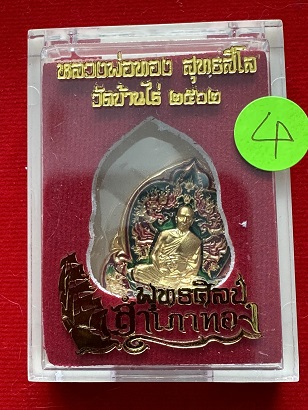 หลวงพ่อทอง สุทธสีโล
วัดบ้านไร่ ๒๕๖๒
4
พุทธศิลป์
สำเภาทอง